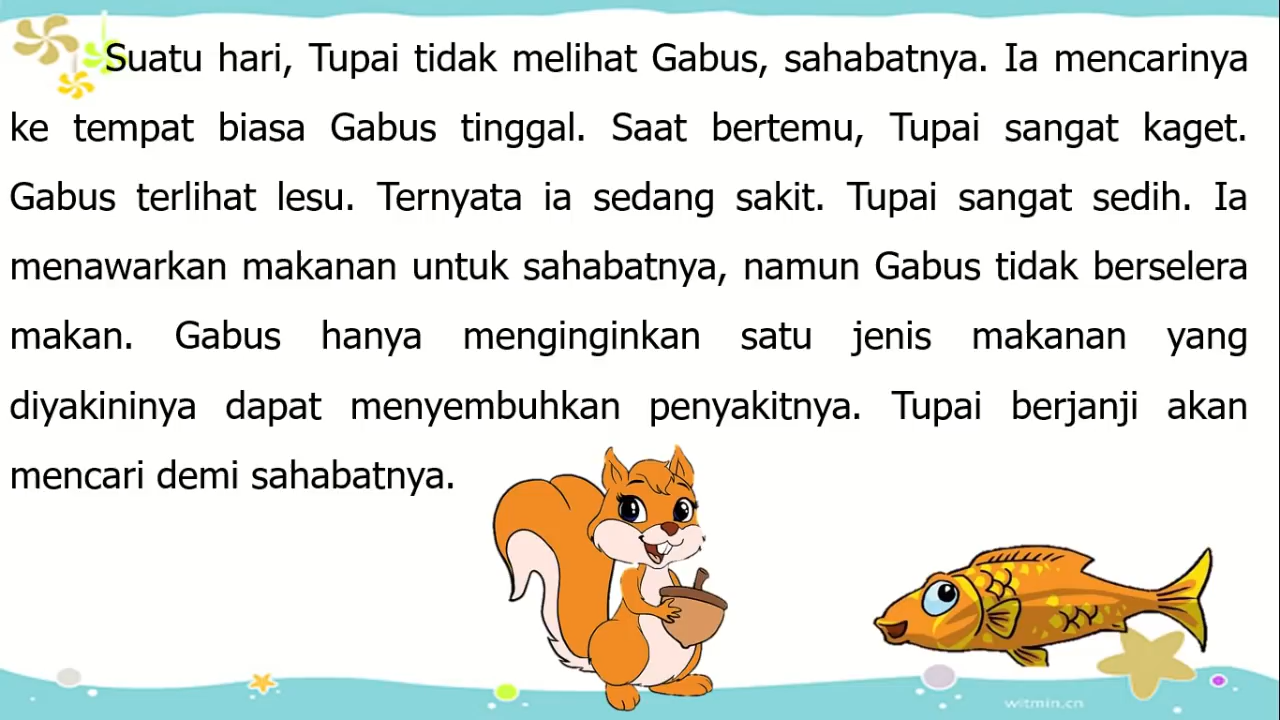 Suatu hari, Tupai tidak melihat Gabus, sahabatnya. Ia mencarinya
ke tempat biasa Gabus tinggal. Saat bertemu, Tupai sangat kaget.
Gabus terlihat lesu. Ternyata ia sedang sakit. Tupai sangat sedih. Ia
menawarkan makanan untuk sahabatnya, namun Gabus tidak berselera
makan. Gabus hanya menginginkan satu jenis makanan yang
diyakininya dapat menyembuhkan penyakitnya. Tupai berjanji akan
mencari demi sahabatnya.
witmin.cn